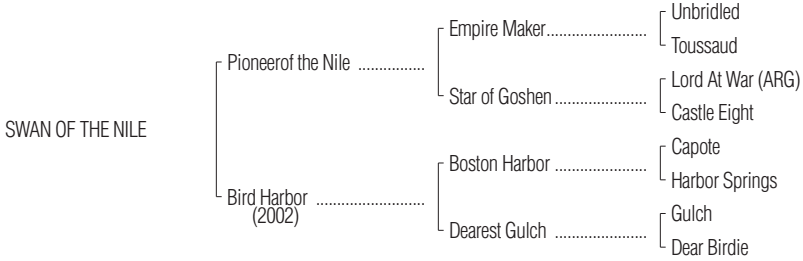 Unbridled
Empire Maker........................
Toussaud
Pioneerof the Nile ................
Lord At War (ARG)
Star of Goshen ......................
Castle Eight
SWAN OF THE NILE
Capote
Boston Harbor ......................
Harbor Springs
Bird Harbor ..........................
(2002)
Gulch
Dearest Gulch ......................
Dear Birdie